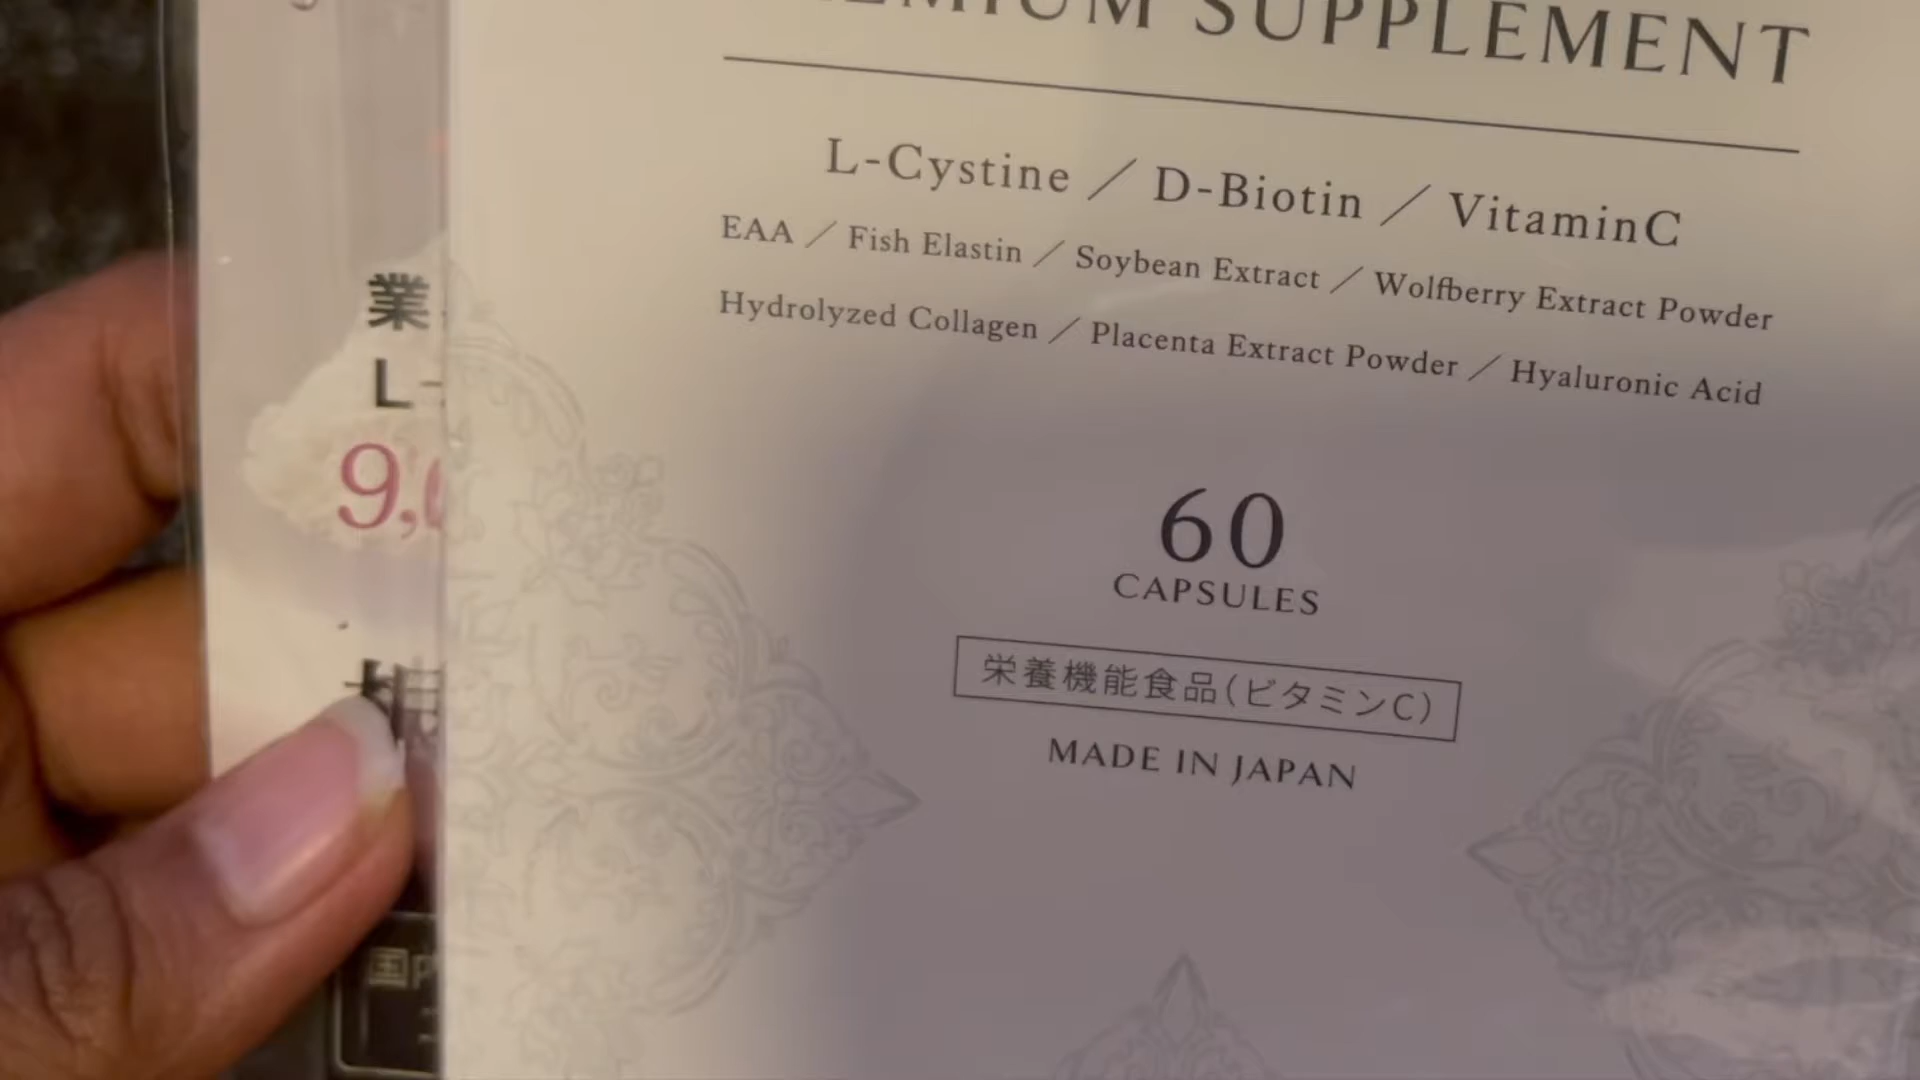 SUPPLEMENT
L-Cystine ／ D-Biotin ／ VitaminC
EAA ／ Fish Elastin ／ Soybean Extract ／ Wolfberry Extract Powder
Hydrolyzed Collagen ／ Placenta Extract Powder ／ Hyaluronic Acid
60
CAPSULES
栄養機能食品(ビタミンC)
MADE IN JAPAN
業
L-
9,